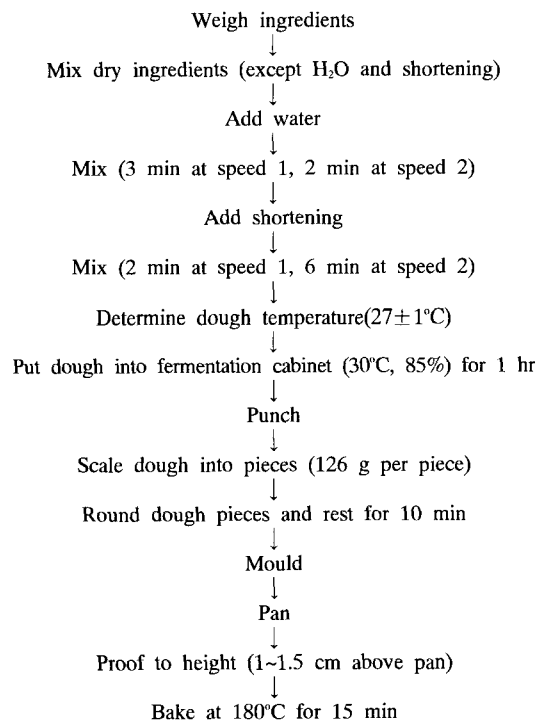 Weigh ingredients
Mix dry ingredients (except H₂O and shortening)
Add water
Mix (3 min at speed 1, 2 min at speed 2)
Add shortening
Mix (2 min at speed 1, 6 min at speed 2)
Determine dough temperature(27±1°C)
Put dough into fermentation cabinet (30°C, 85%) for 1 hr
Punch
Scale dough into pieces (126 g per piece)
Round dough pieces and rest for 10 min
Mould
Pan
Proof to height (1~1.5 cm above pan)
Bake at 180°C for 15 min